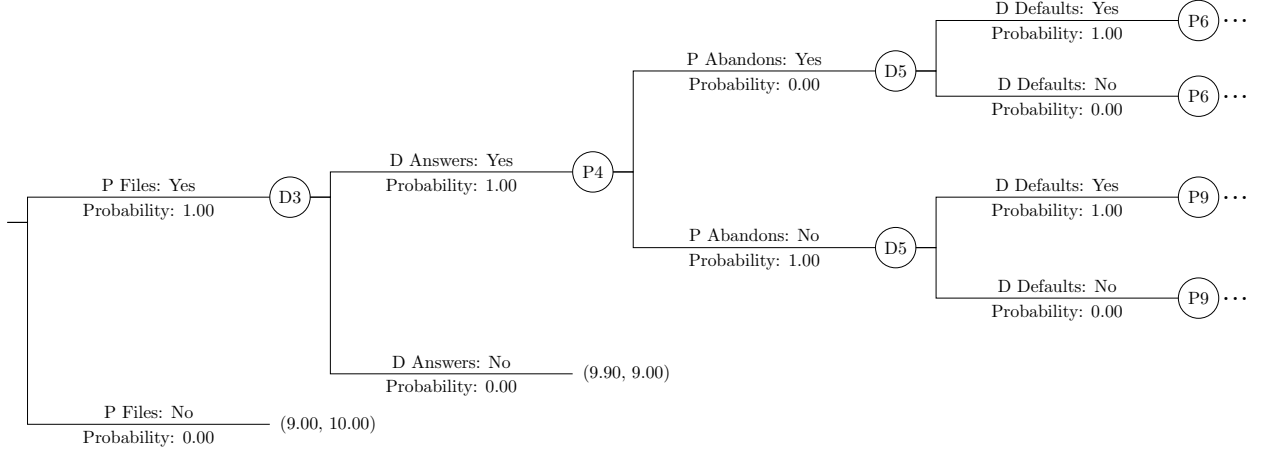 D Defaults: Yes
Probability: 1.00
P6 ...
P Abandons: Yes
Probability: 0.00
D5
D Defaults: No
Probability: 0.00
P6 ...
D Answers: Yes
Probability: 1.00
P4
P Files: Yes
Probability: 1.00
D3
D Defaults: Yes
Probability: 1.00
P9 ...
P Abandons: No
Probability: 1.00
D5
D Defaults: No
Probability: 0.00
P9 ...
D Answers: No
Probability: 0.00
(9.90, 9.00)
P Files: No
Probability: 0.00
(9.00, 10.00)